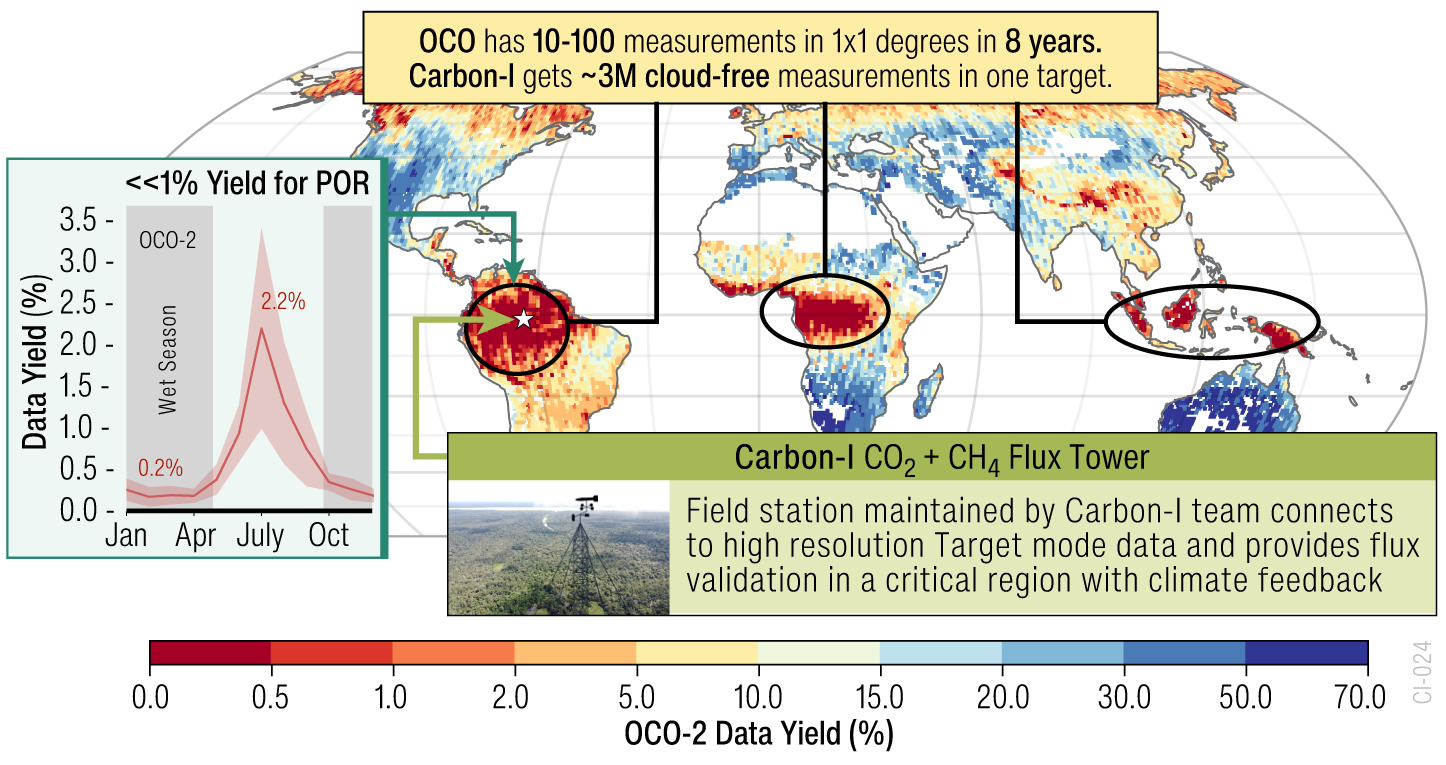 OCO has 10-100 measurements in 1x1 degrees in 8 years.
Carbon-I gets ~3M cloud-free measurements in one target.
<<1% Yield for POR
Data Yield (%)
3.5 -
3.0 -
2.5 -
2.0 -
1.5 -
1.0 -
0.5 -
0.0 -
OCO-2
Wet Season
2.2%
0.2%
Jan Apr July Oct
Carbon-I CO₂ + CH₄ Flux Tower
Field station maintained by Carbon-I team connects
to high resolution Target mode data and provides flux
validation in a critical region with climate feedback
0.0 0.5 1.0 2.0 5.0 10.0 15.0 20.0 30.0 50.0 70.0
OCO-2 Data Yield (%)
CI-024